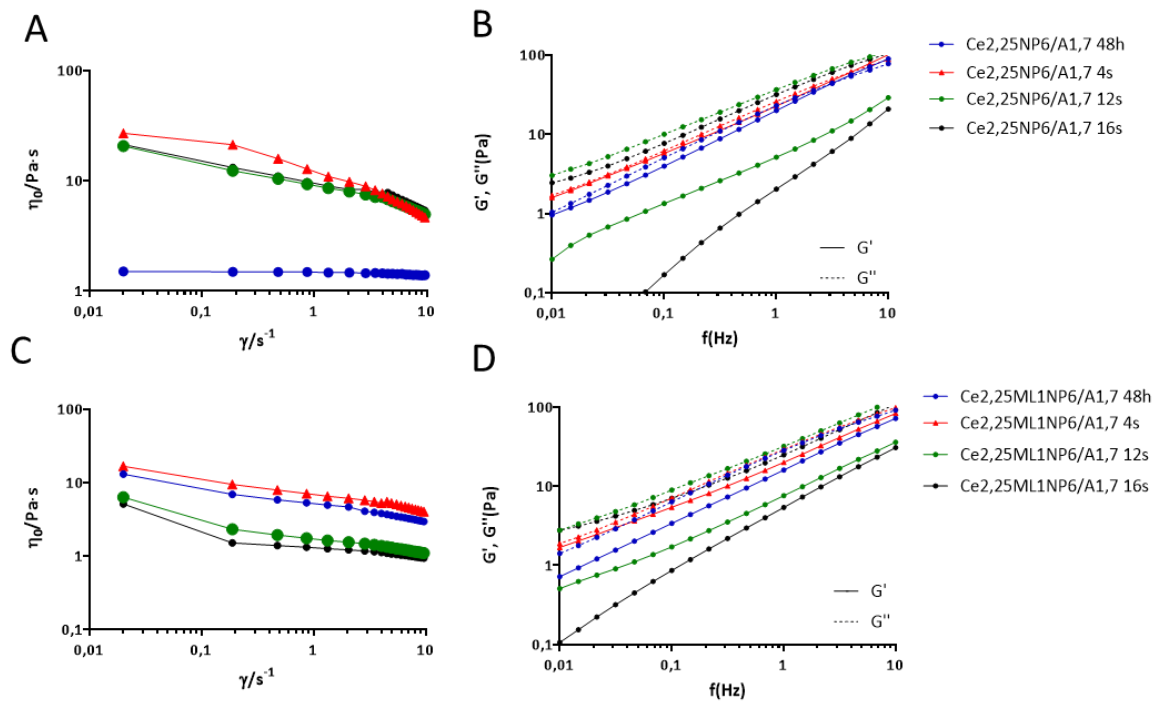 A
η₀/Pa·s
100
10
1
0,01
0,1
1
10
γ/s⁻¹
B
G', G''(Pa)
100
10
1
0,1
0,01
0,1
1
10
f(Hz)
G'
G''
Ce2,25NP6/A1,7 48h
Ce2,25NP6/A1,7 4s
Ce2,25NP6/A1,7 12s
Ce2,25NP6/A1,7 16s
C
η₀/Pa·s
100
10
1
0,1
0,01
0,1
1
10
γ/s⁻¹
D
G', G''(Pa)
100
10
1
0,1
0,01
0,1
1
10
f(Hz)
G'
G''
Ce2,25ML1NP6/A1,7 48h
Ce2,25ML1NP6/A1,7 4s
Ce2,25ML1NP6/A1,7 12s
Ce2,25ML1NP6/A1,7 16s